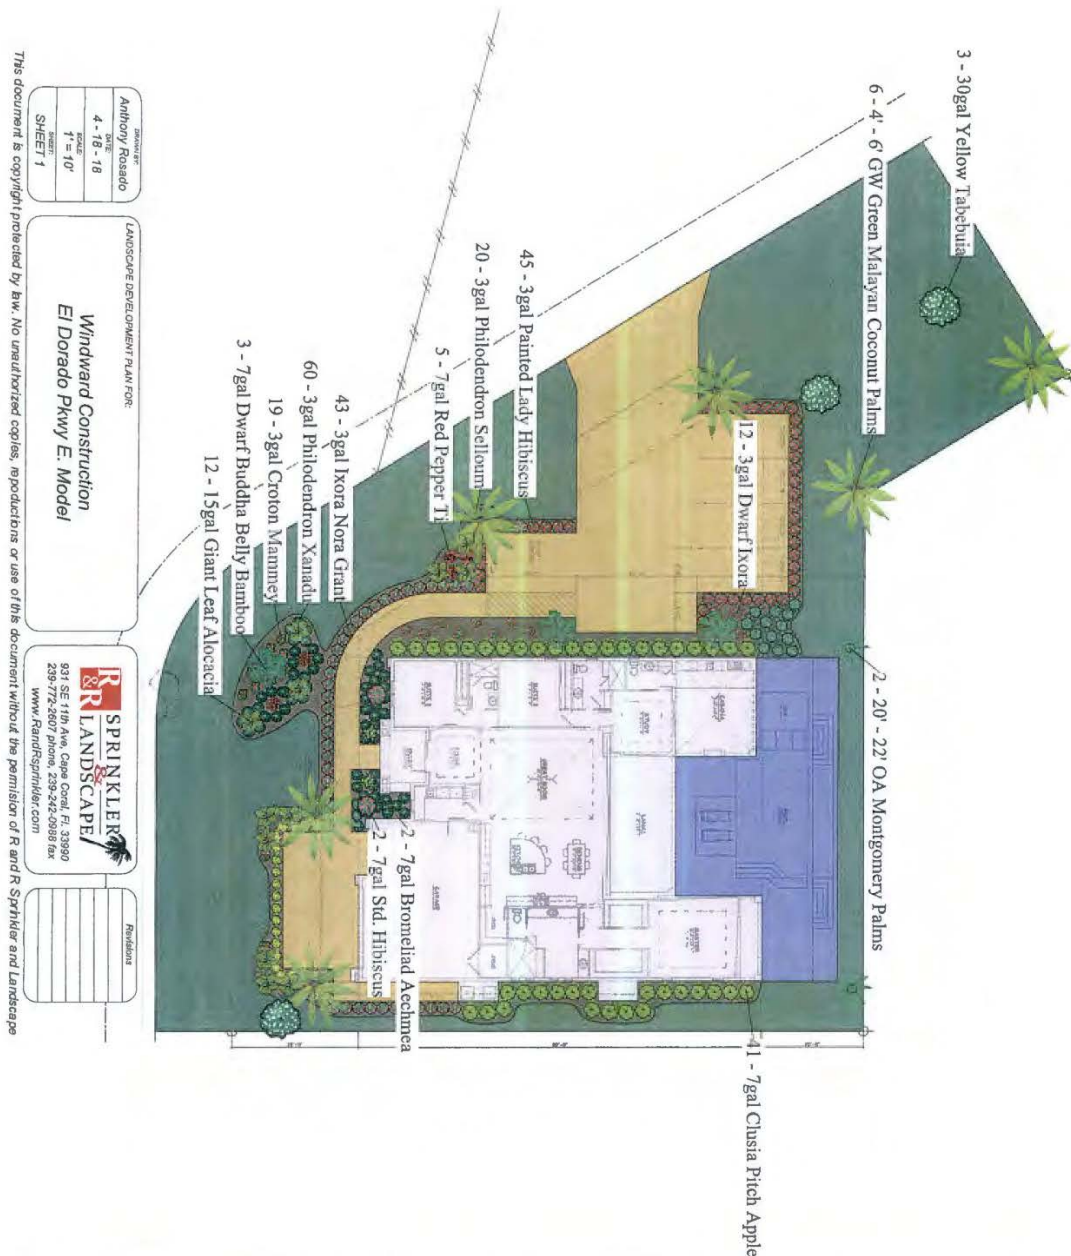 3 - 30gal Yellow Tabebuia
6 - 4' - 6' GW Green Malayan Coconut Palms
45 - 3gal Painted Lady Hibiscus
20 - 3gal Philodendron Selloum
5 - 7gal Red Pepper Ti
12 - 3gal Dwarf Ixora
43 - 3gal Ixora Nora Grant
60 - 3gal Philodendron Xanadu
19 - 3gal Croton Mammey
3 - 7gal Dwarf Buddha Belly Bamboo
12 - 15gal Giant Leaf Alocacia
2 - 20' - 22' OA Montgomery Palms
2 - 7gal Bromeliad Aechmea
2 - 7gal Std. Hibiscus
41 - 7gal Clusia Pitch Apple
GARAGE
MASTER
DRAWN BY:
Anthony Rosado
DATE:
4 - 18 - 18
SCALE:
1" = 10'
SHEET:
SHEET 1
LANDSCAPE DEVELOPMENT PLAN FOR:
Windward Construction
El Dorado Pkwy E. Model
R&R SPRINKLER
& LANDSCAPE
931 SE 11th Ave, Cape Coral, Fl. 33990
239-772-2607 phone, 239-242-0988 fax
www.RandRsprinkler.com
Revisions
This document is copyright protected by law. No unauthorized copies, reproductions or use of this document without the permision of R and R Sprinkler and Landscape